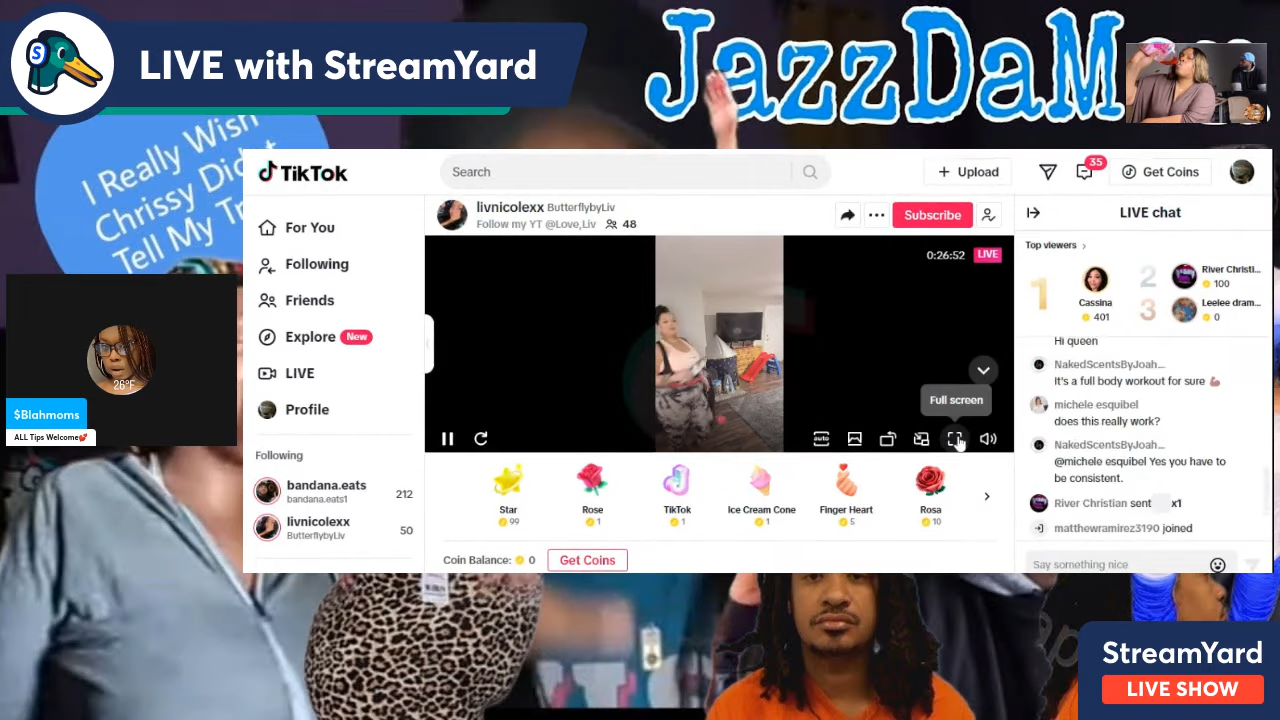 LIVE with StreamYard
S
JazzDaM
I Really Wish
Chrissy
Tell My
26°F
$Blahmoms
ALL Tips Welcome💕
TikTok
Search
Upload
35
Get Coins
For You
Following
Friends
Explore New
LIVE
Profile
Following
bandana.eats
bandana.eats1
212
livnicolexx
ButterflybyLiv
50
livnicolexx ButterflybyLiv
Follow my YT @Love,Liv 48
Subscribe
0:26:52 LIVE
Full screen
auto
Star
99
Rose
1
TikTok
1
Ice Cream Cone
1
Finger Heart
5
Rosa
10
Coin Balance: 0 Get Coins
LIVE chat
Top viewers
1
Cassina
401
2
River Christi...
100
3
Leelee dram...
0
Hi queen
NakedScentsByJoah...
It's a full body workout for sure 💪🏽
michele esquibel
does this really work?
NakedScentsByJoah...
@michele esquibel Yes you have to
be consistent.
River Christian sent x1
matthewramirez3190 joined
Say something nice
StreamYard
LIVE SHOW